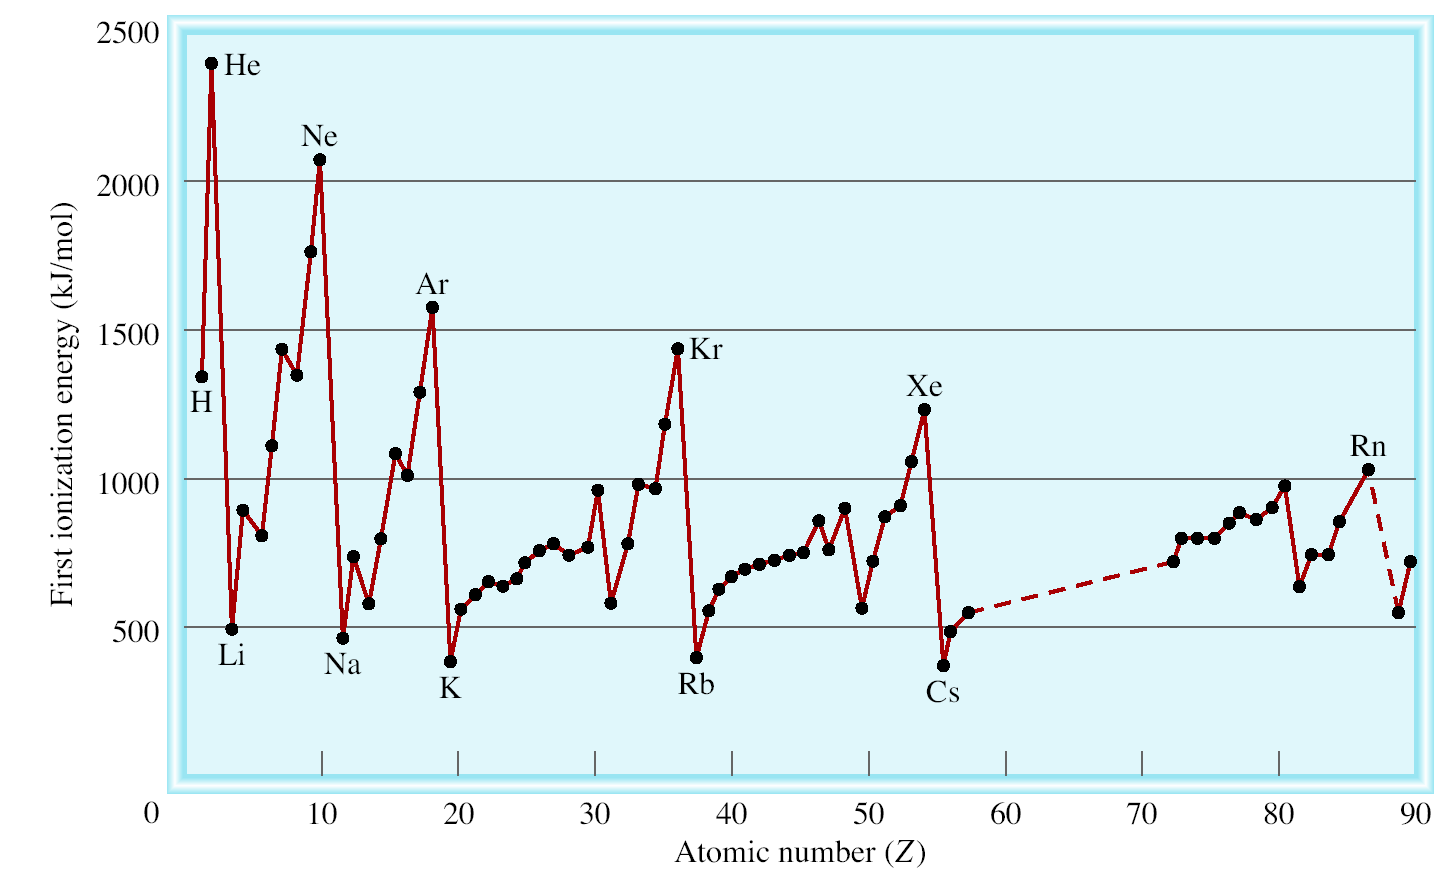 2500
He
Ne
2000
First ionization energy (kJ/mol)
Ar
1500
Kr
H
Xe
Rn
1000
500
Li
Na
K
Rb
Cs
0
10
20
30
40
50
60
70
80
90
Atomic number (Z)